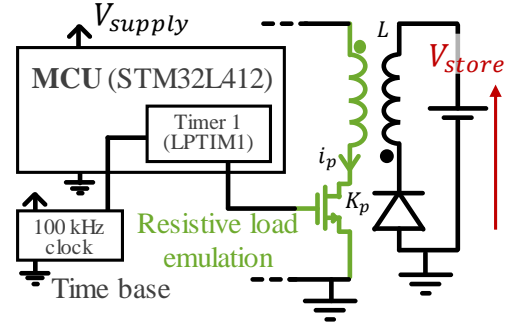 V_supply
MCU (STM32L412)
Timer 1
(LPTIM1)
100 kHz
clock
Time base
Resistive load
emulation
i_p
K_p
L
V_store